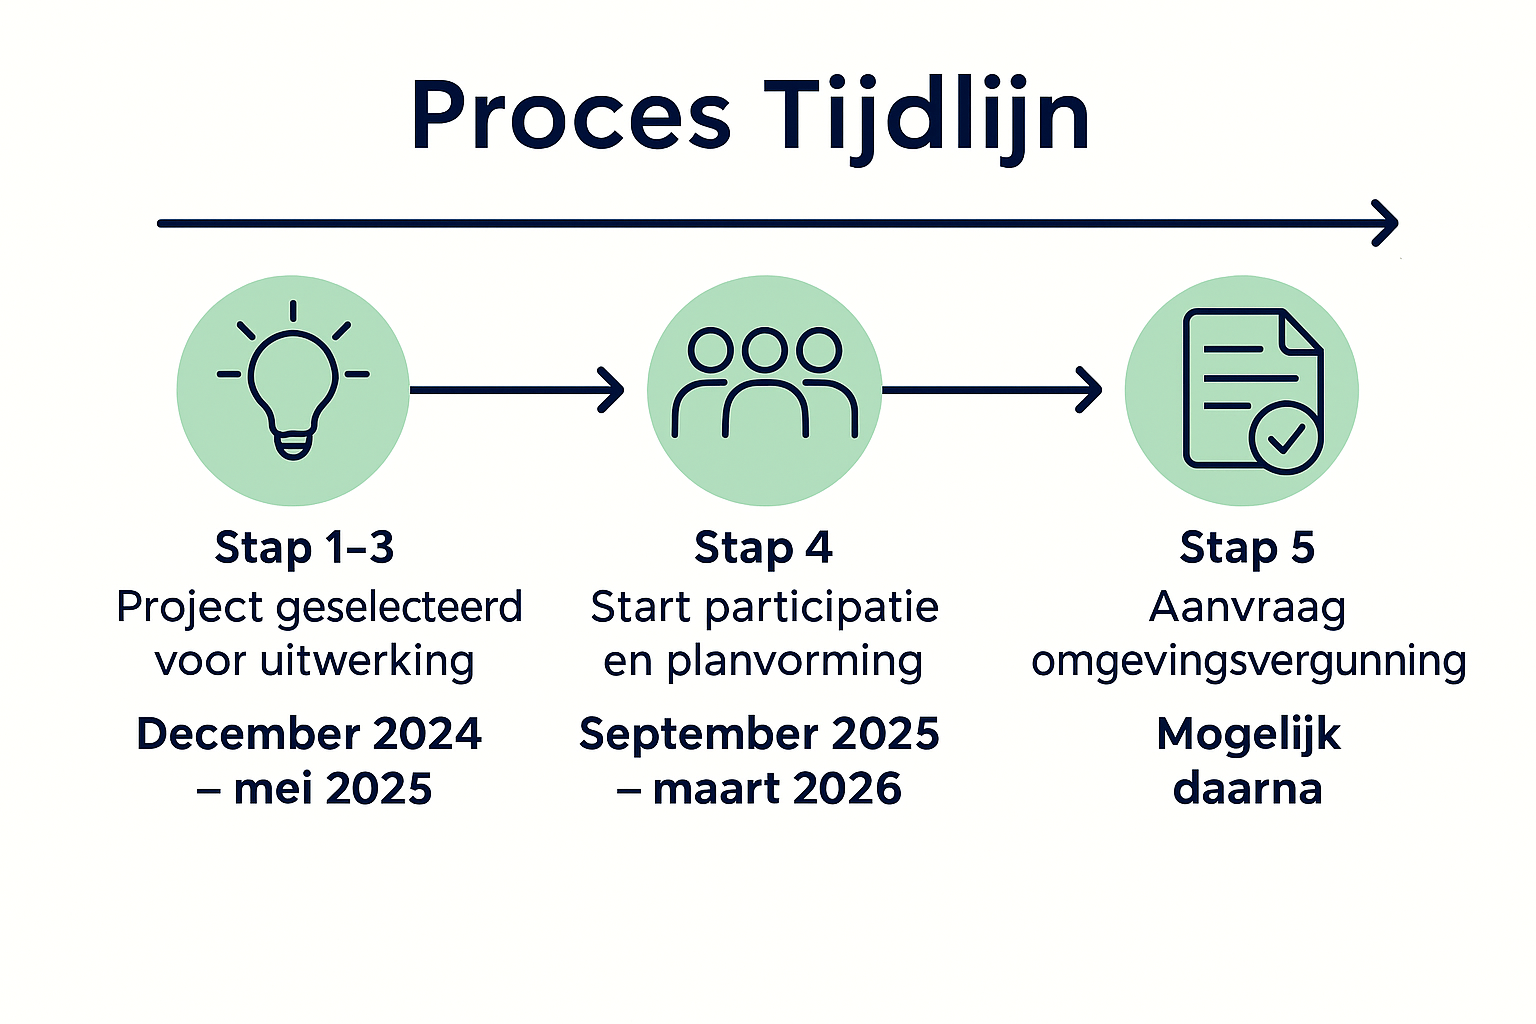 Proces Tijdlijn
Stap 1–3
Project geselecteerd
voor uitwerking
December 2024
– mei 2025
Stap 4
Start participatie
en planvorming
September 2025
– maart 2026
Stap 5
Aanvraag
omgevingsvergunning
Mogelijk
daarna